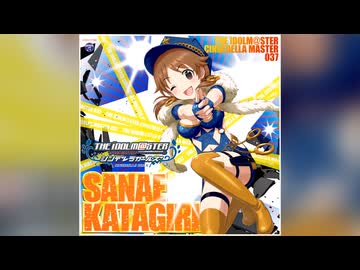 THE IDOLM@STER
CINDERELLA MASTER
037
THE IDOLM@STER
シンデレラガールズ
SANAE
KATAGIRI